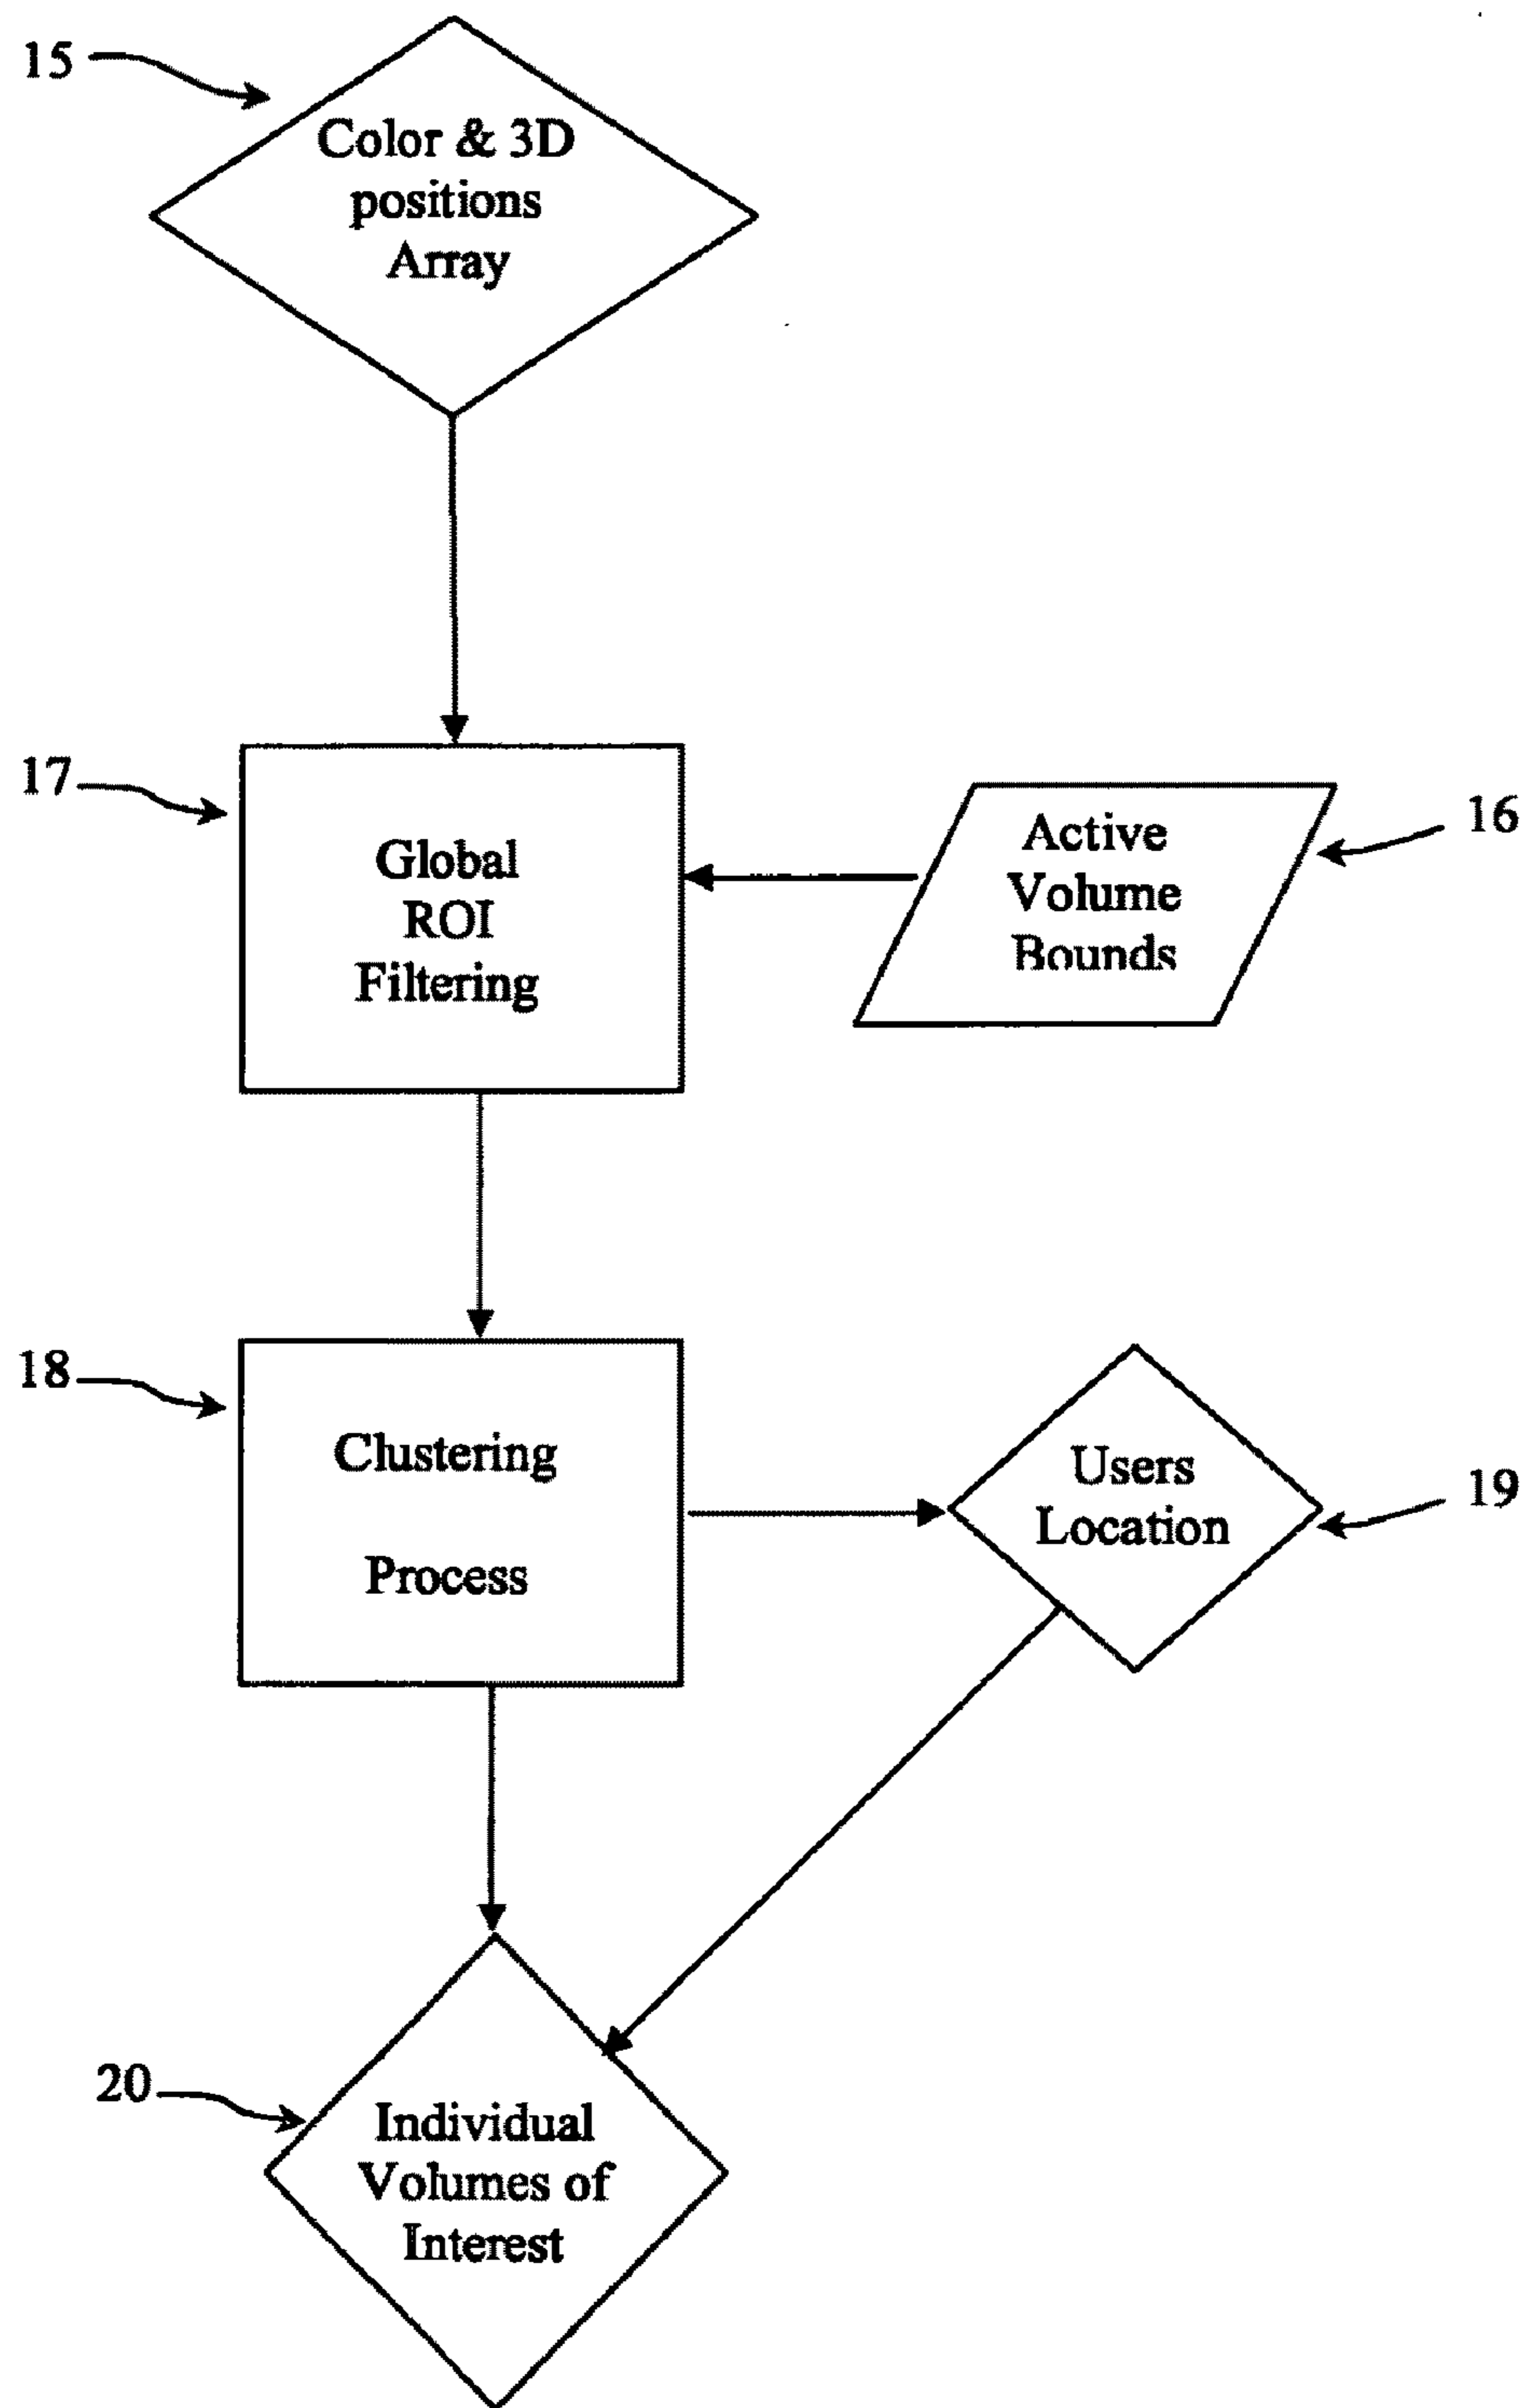 15
Color & 3D
positions
Array
17
Global
ROI
Filtering
Active
Volume
Bounds
16
18
Clustering
Process
Users
Location
19
20
Individual
Volumes of
Interest